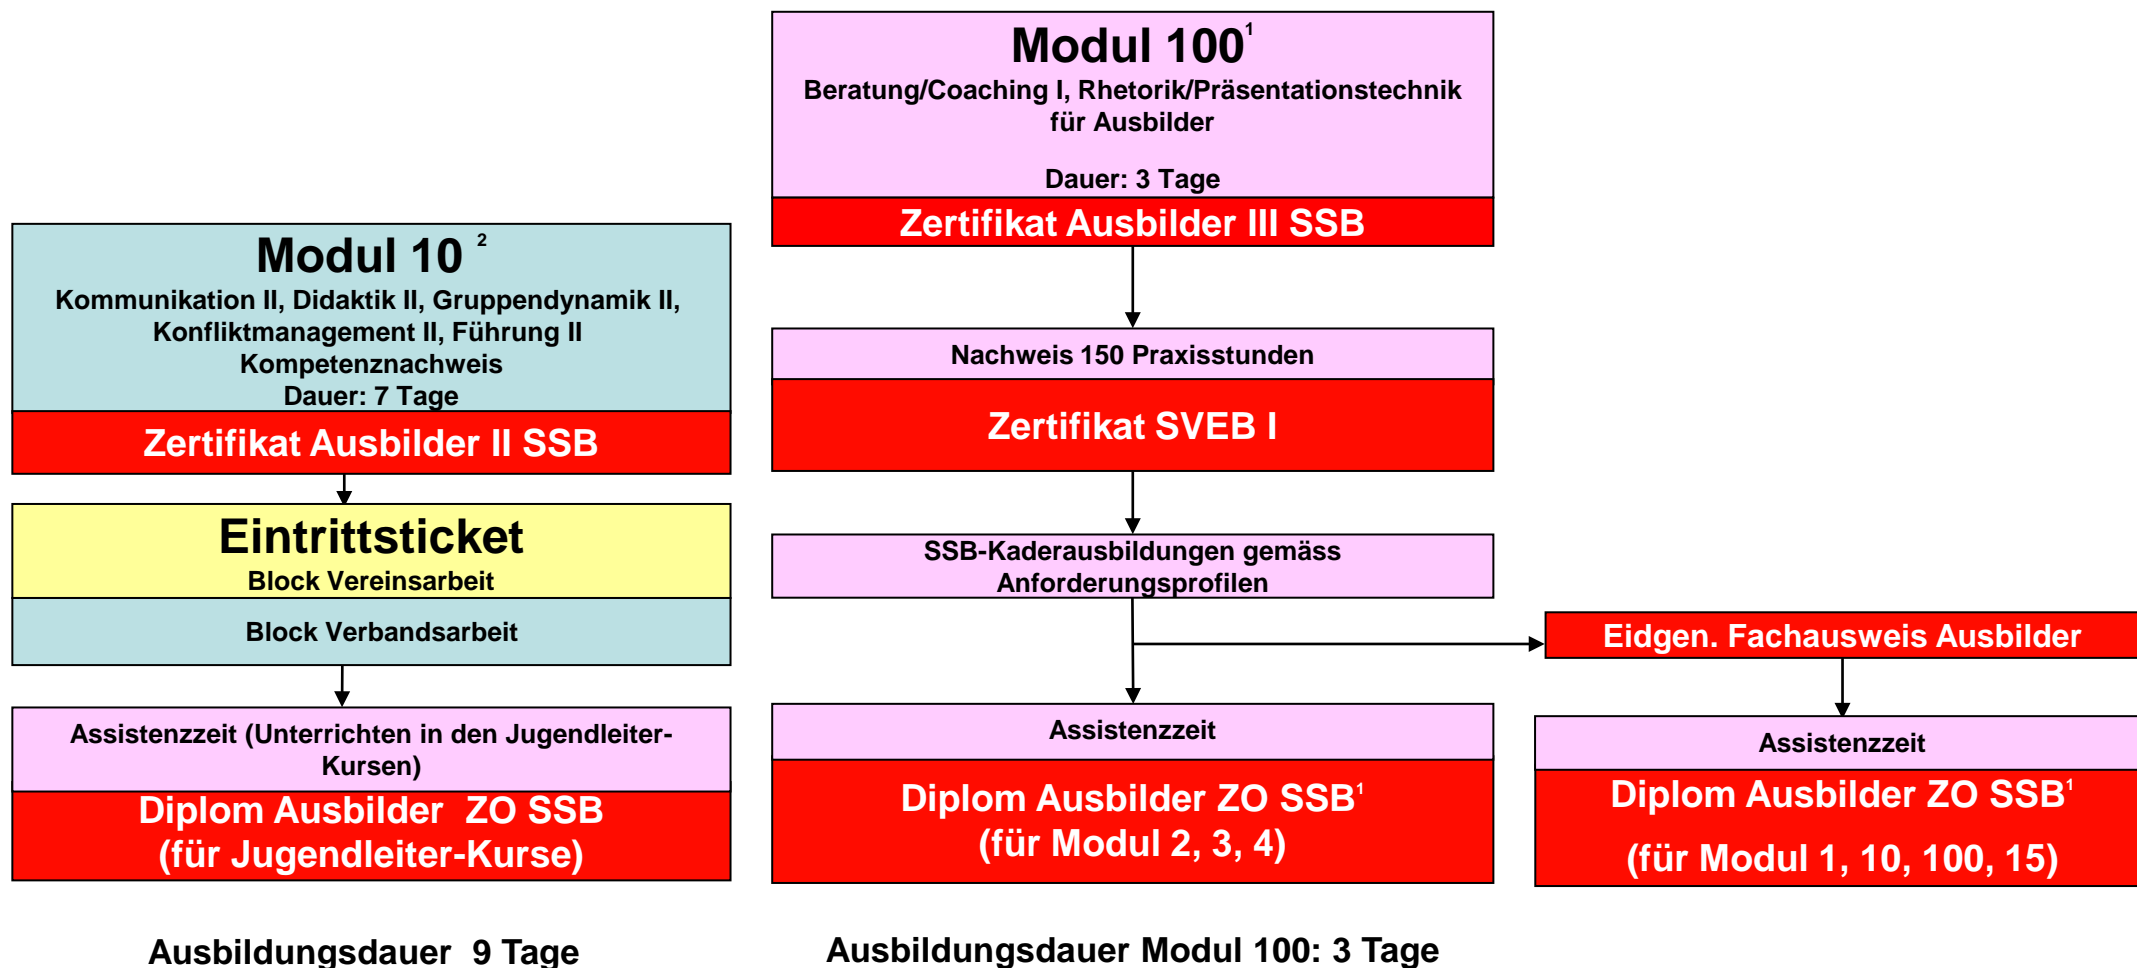 Modul 10 ²
Kommunikation II, Didaktik II, Gruppendynamik II,
Konfliktmanagement II, Führung II
Kompetenznachweis
Dauer: 7 Tage
Zertifikat Ausbilder II SSB
Eintrittsticket
Block Vereinsarbeit
Block Verbandsarbeit
Assistenzzeit (Unterrichten in den Jugendleiter-
Kursen)
Diplom Ausbilder ZO SSB
(für Jugendleiter-Kurse)
Ausbildungsdauer 9 Tage
Modul 100¹
Beratung/Coaching I, Rhetorik/Präsentationstechnik
für Ausbilder
Dauer: 3 Tage
Zertifikat Ausbilder III SSB
Nachweis 150 Praxisstunden
Zertifikat SVEB I
SSB-Kaderausbildungen gemäss
Anforderungsprofilen
Assistenzzeit
Diplom Ausbilder ZO SSB¹
(für Modul 2, 3, 4)
Ausbildungsdauer Modul 100: 3 Tage
Eidgen. Fachausweis Ausbilder
Assistenzzeit
Diplom Ausbilder ZO SSB¹
(für Modul 1, 10, 100, 15)